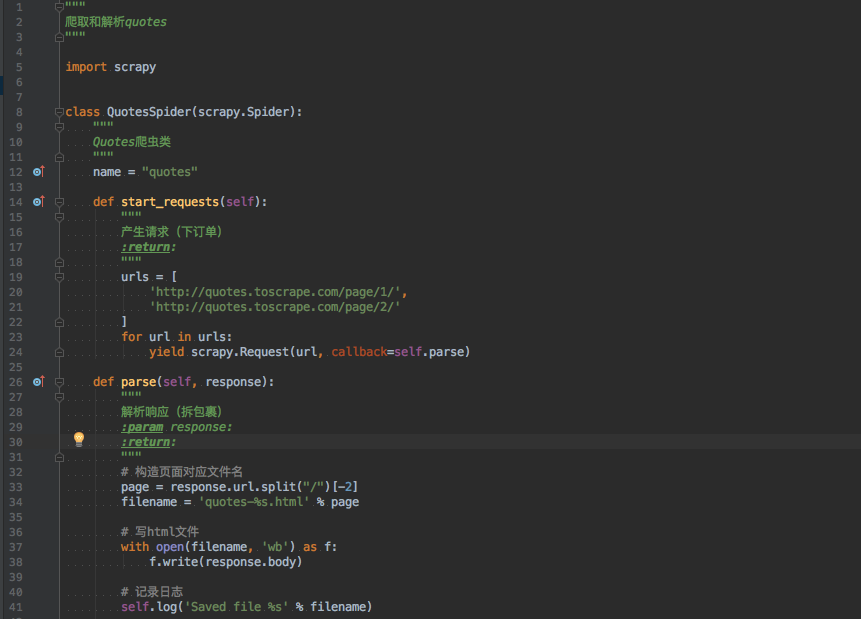 1 """
2 爬取和解析quotes
3 """
4
5 import scrapy
6
7
8 class QuotesSpider(scrapy.Spider):
9     """
10     Quotes爬虫类
11     """
12     name = "quotes"
13
14     def start_requests(self):
15         """
16         产生请求（下订单）
17         :return:
18         """
19         urls = [
20             'http://quotes.toscrape.com/page/1/',
21             'http://quotes.toscrape.com/page/2/'
22         ]
23         for url in urls:
24             yield scrapy.Request(url, callback=self.parse)
25
26     def parse(self, response):
27         """
28         解析响应（拆包裹）
29         :param response:
30         :return:
31         """
32         # 构造页面对应文件名
33         page = response.url.split("/")[-2]
34         filename = 'quotes-%s.html' % page
35
36         # 写html文件
37         with open(filename, 'wb') as f:
38             f.write(response.body)
39
40         # 记录日志
41         self.log('Saved file %s' % filename)